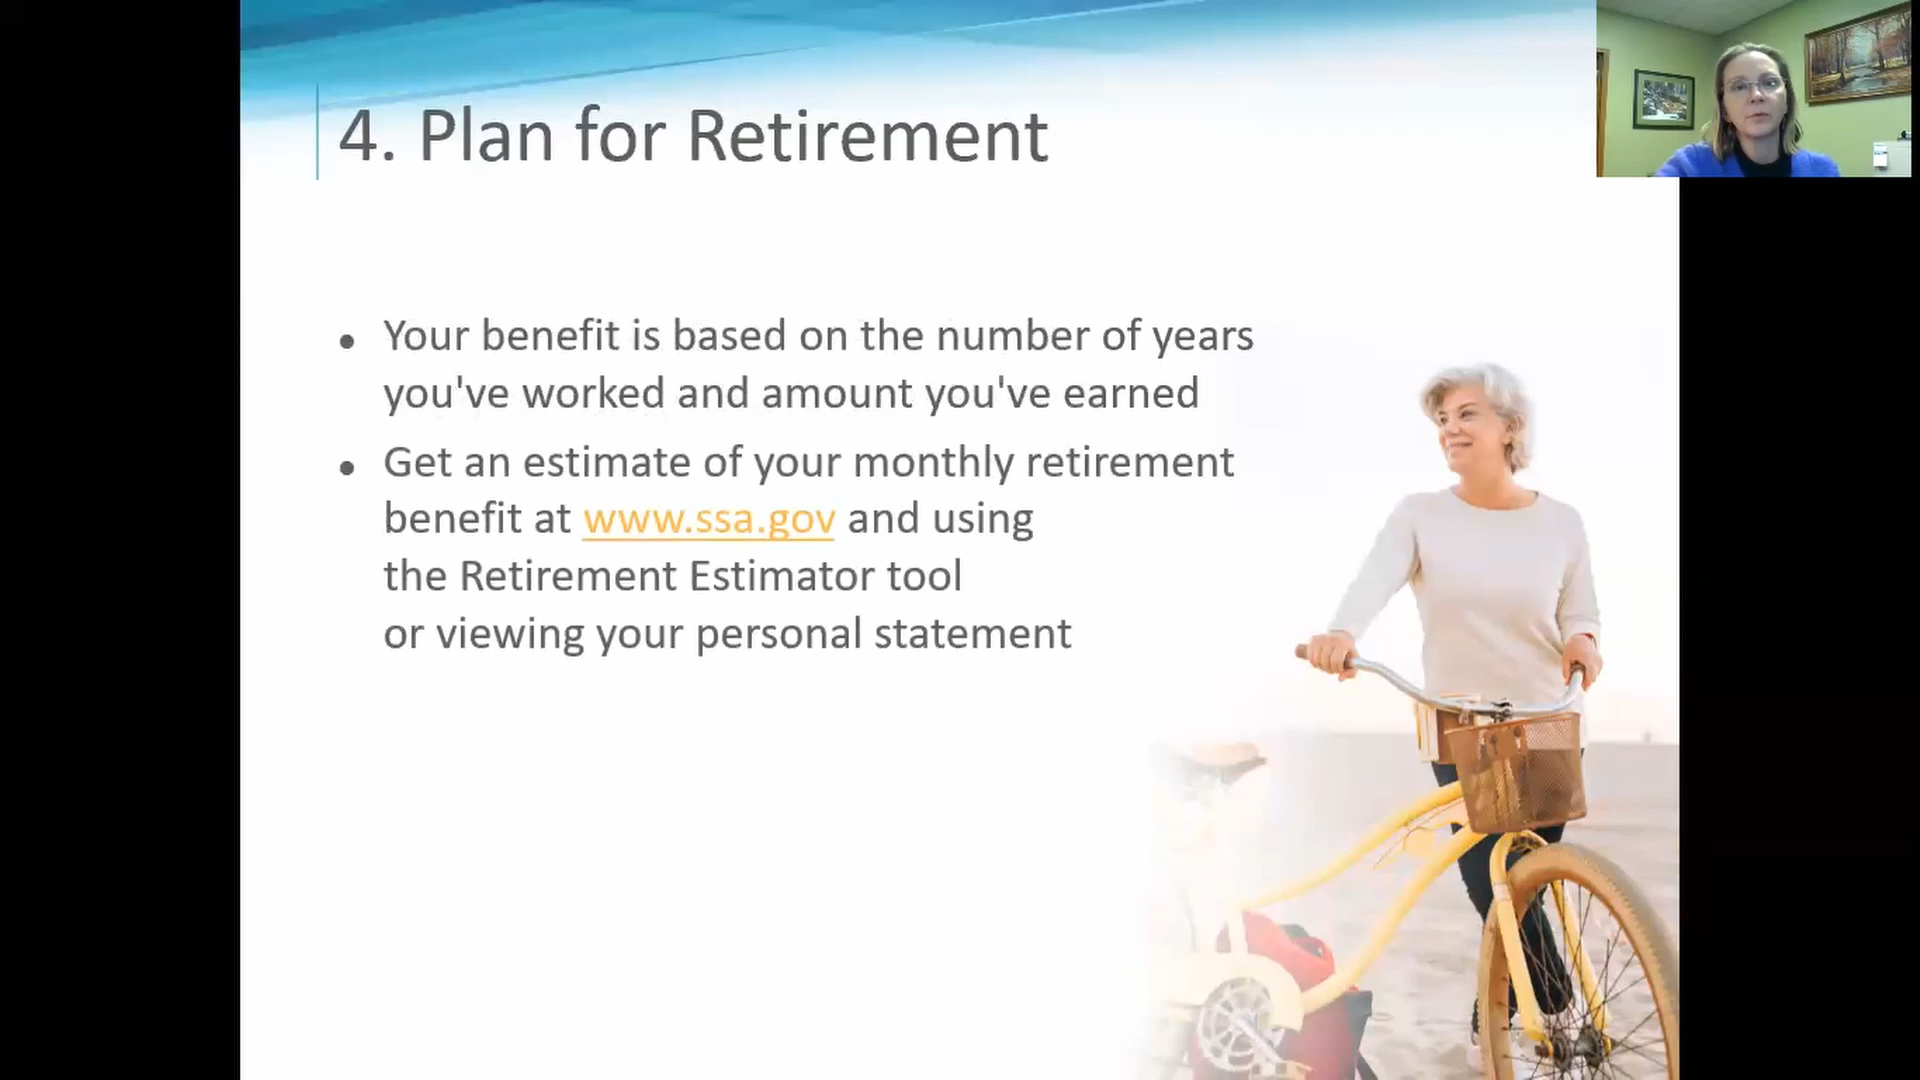 4. Plan for Retirement
• Your benefit is based on the number of years
you've worked and amount you've earned
• Get an estimate of your monthly retirement
benefit at www.ssa.gov and using
the Retirement Estimator tool
or viewing your personal statement